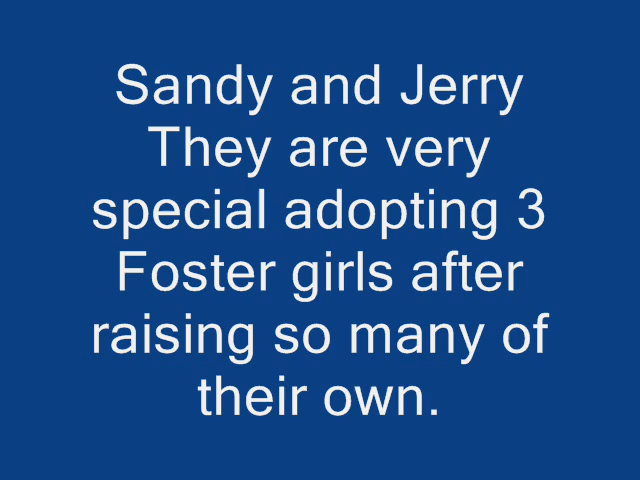 Sandy and Jerry
They are very
special adopting 3
Foster girls after
raising so many of
their own.